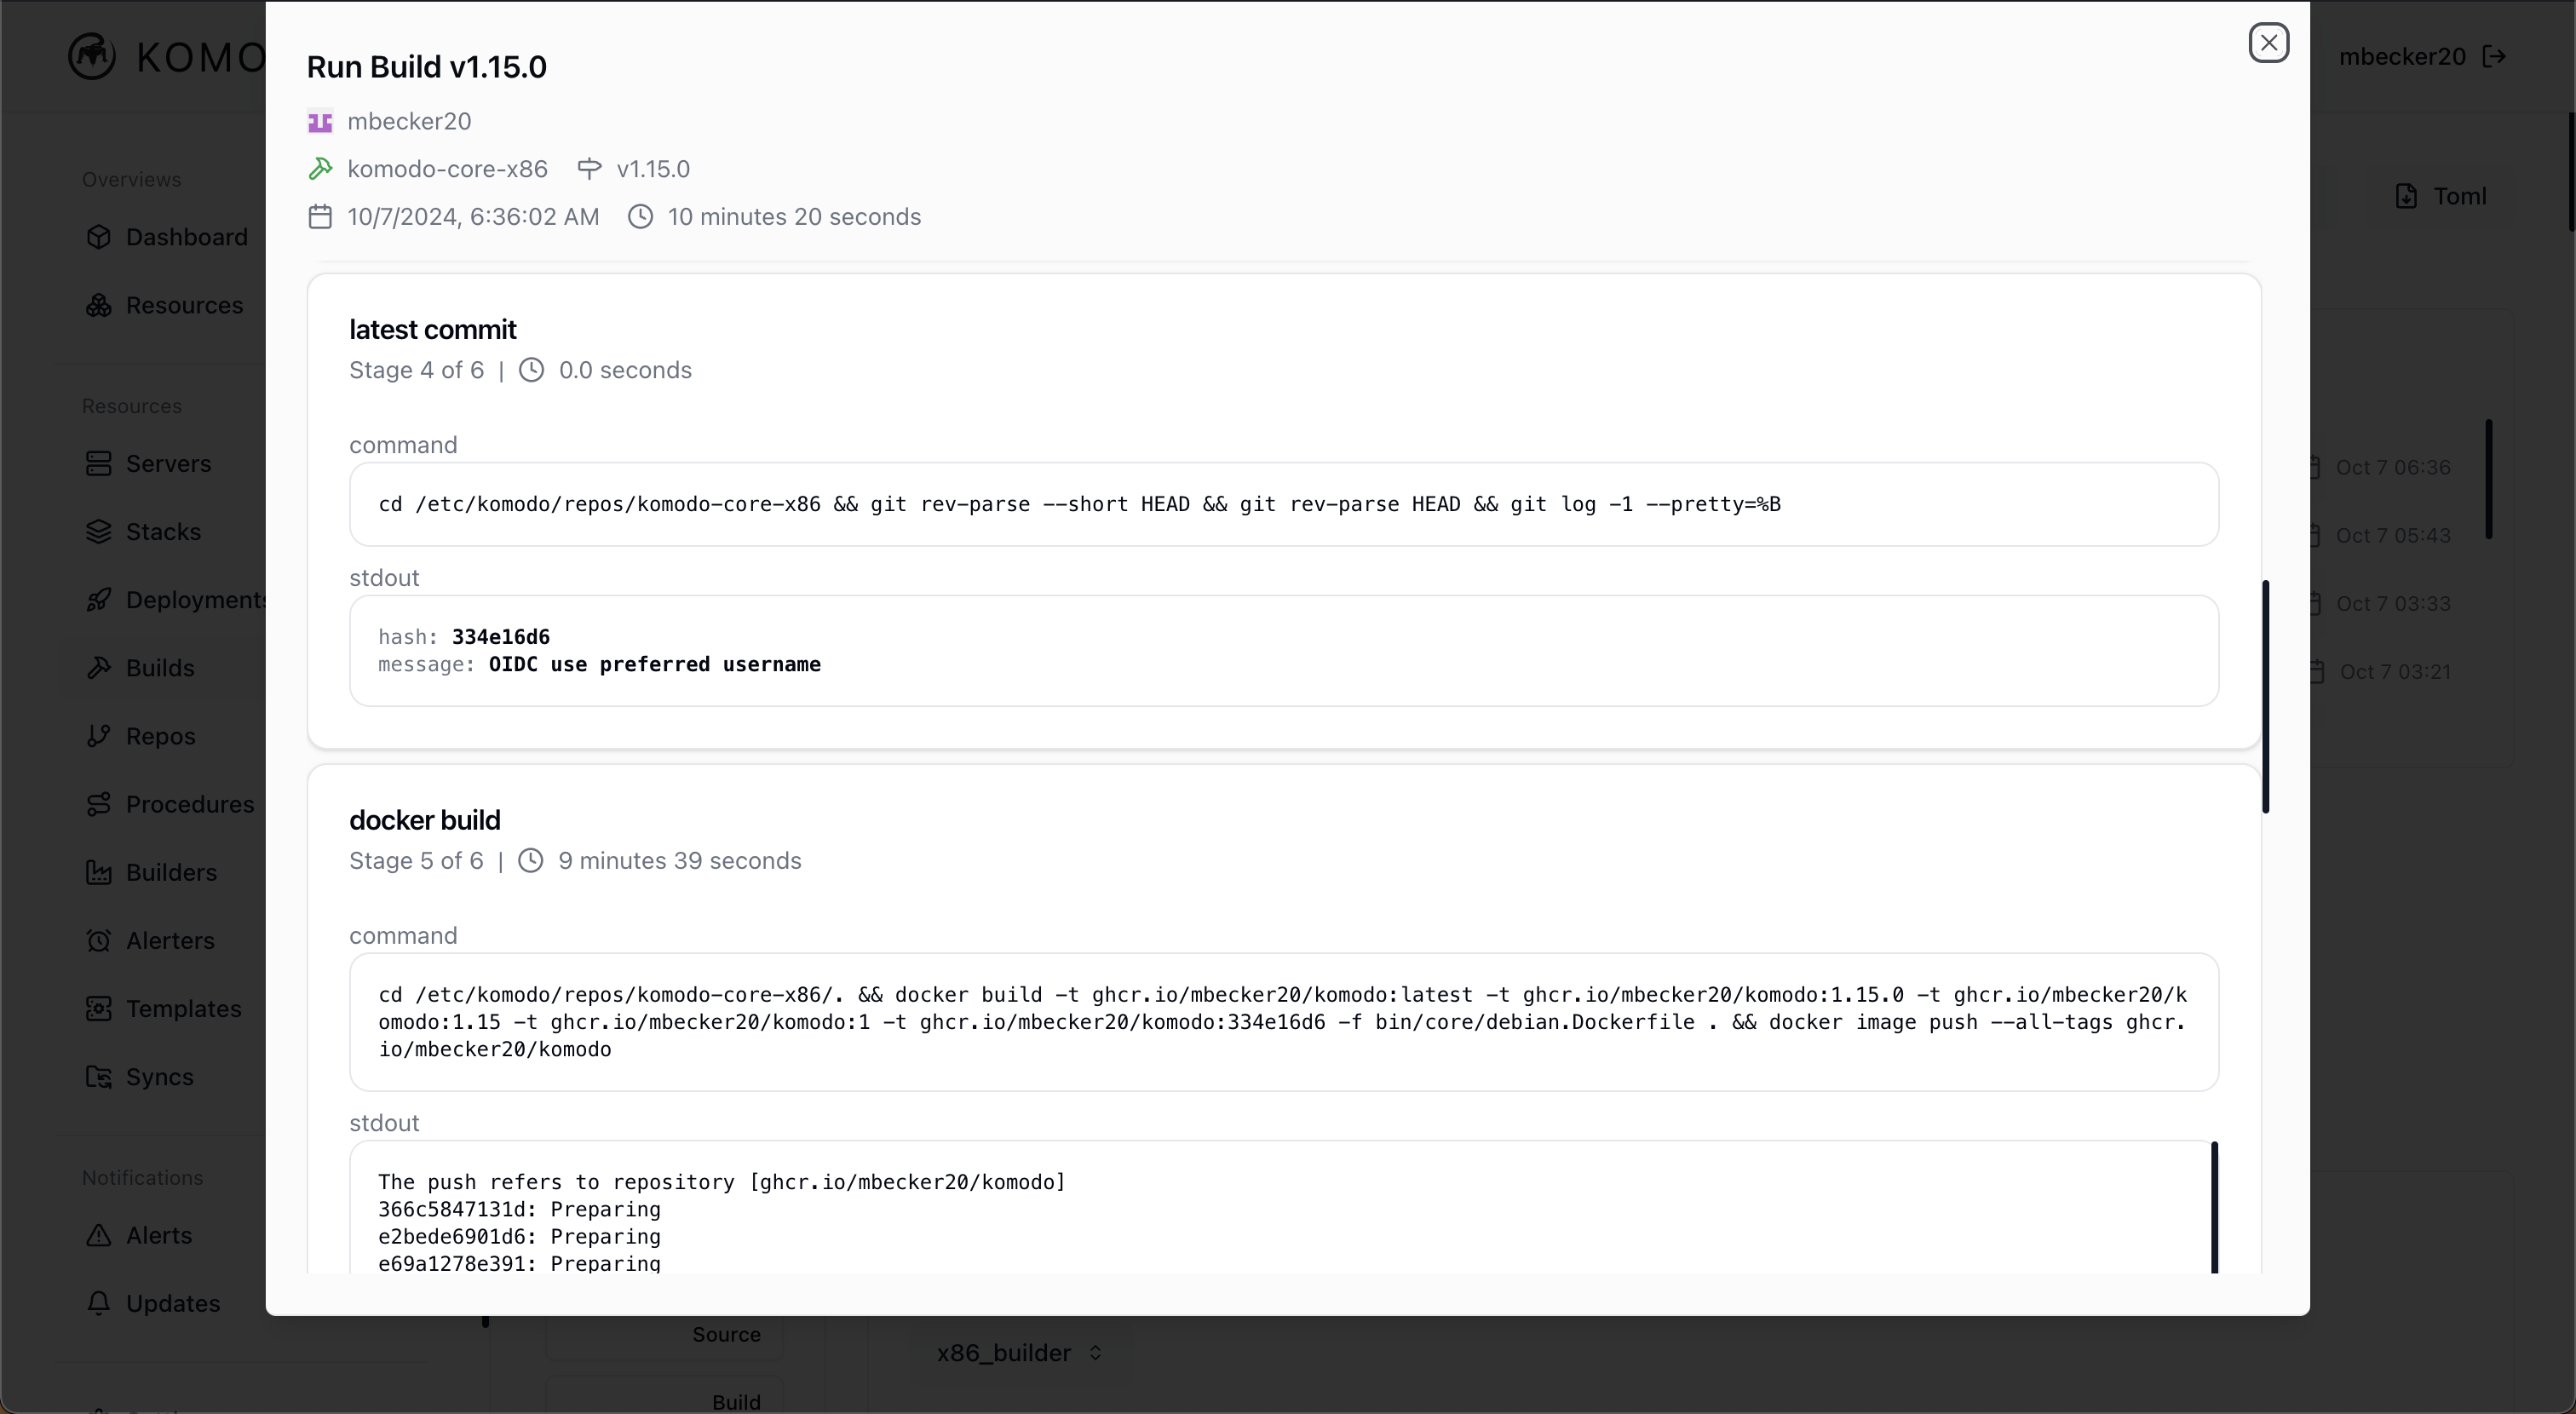 KOMO
mbecker20
Overviews
Dashboard
Resources
Resources
Servers
Stacks
Deployments
Builds
Repos
Procedures
Builders
Alerters
Templates
Syncs
Notifications
Alerts
Updates
Toml
Oct 7 06:36
Oct 7 05:43
Oct 7 03:33
Oct 7 03:21
Run Build v1.15.0
mbecker20
komodo-core-x86 v1.15.0
10/7/2024, 6:36:02 AM 10 minutes 20 seconds
latest commit
Stage 4 of 6 | 0.0 seconds
command
cd /etc/komodo/repos/komodo-core-x86 && git rev-parse --short HEAD && git rev-parse HEAD && git log -1 --pretty=%B
stdout
hash: 334e16d6
message: OIDC use preferred username
docker build
Stage 5 of 6 | 9 minutes 39 seconds
command
cd /etc/komodo/repos/komodo-core-x86/. && docker build -t ghcr.io/mbecker20/komodo:latest -t ghcr.io/mbecker20/komodo:1.15.0 -t ghcr.io/mbecker20/k
omodo:1.15 -t ghcr.io/mbecker20/komodo:1 -t ghcr.io/mbecker20/komodo:334e16d6 -f bin/core/debian.Dockerfile . && docker image push --all-tags ghcr.
io/mbecker20/komodo
stdout
The push refers to repository [ghcr.io/mbecker20/komodo]
366c5847131d: Preparing
e2bede6901d6: Preparing
e69a1278e391: Preparing
Source
x86_builder
Build